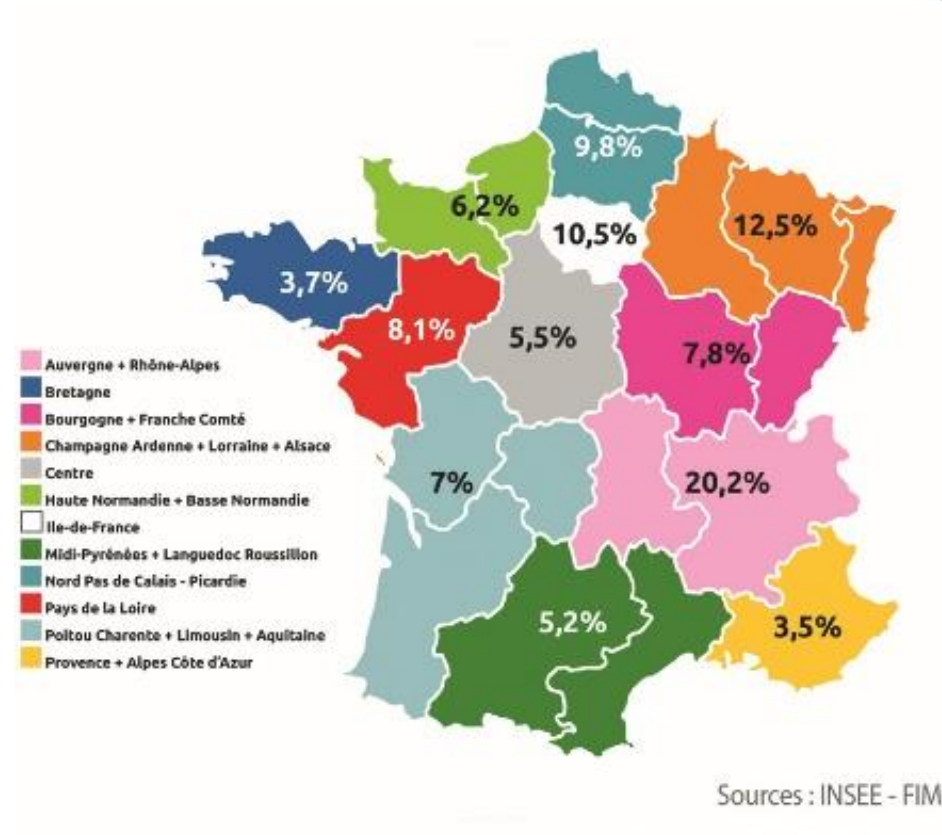 9,8%
6,2%
10,5%
12,5%
3,7%
8,1%
5,5%
7,8%
7%
20,2%
5,2%
3,5%
Auvergne + Rhône-Alpes
Bretagne
Bourgogne + Franche Comté
Champagne Ardenne + Lorraine + Alsace
Centre
Haute Normandie + Basse Normandie
Ile-de-France
Midi-Pyrénées + Languedoc Roussillon
Nord Pas de Calais - Picardie
Pays de la Loire
Poitou Charente + Limousin + Aquitaine
Provence + Alpes Côte d'Azur
Sources : INSEE - FIM